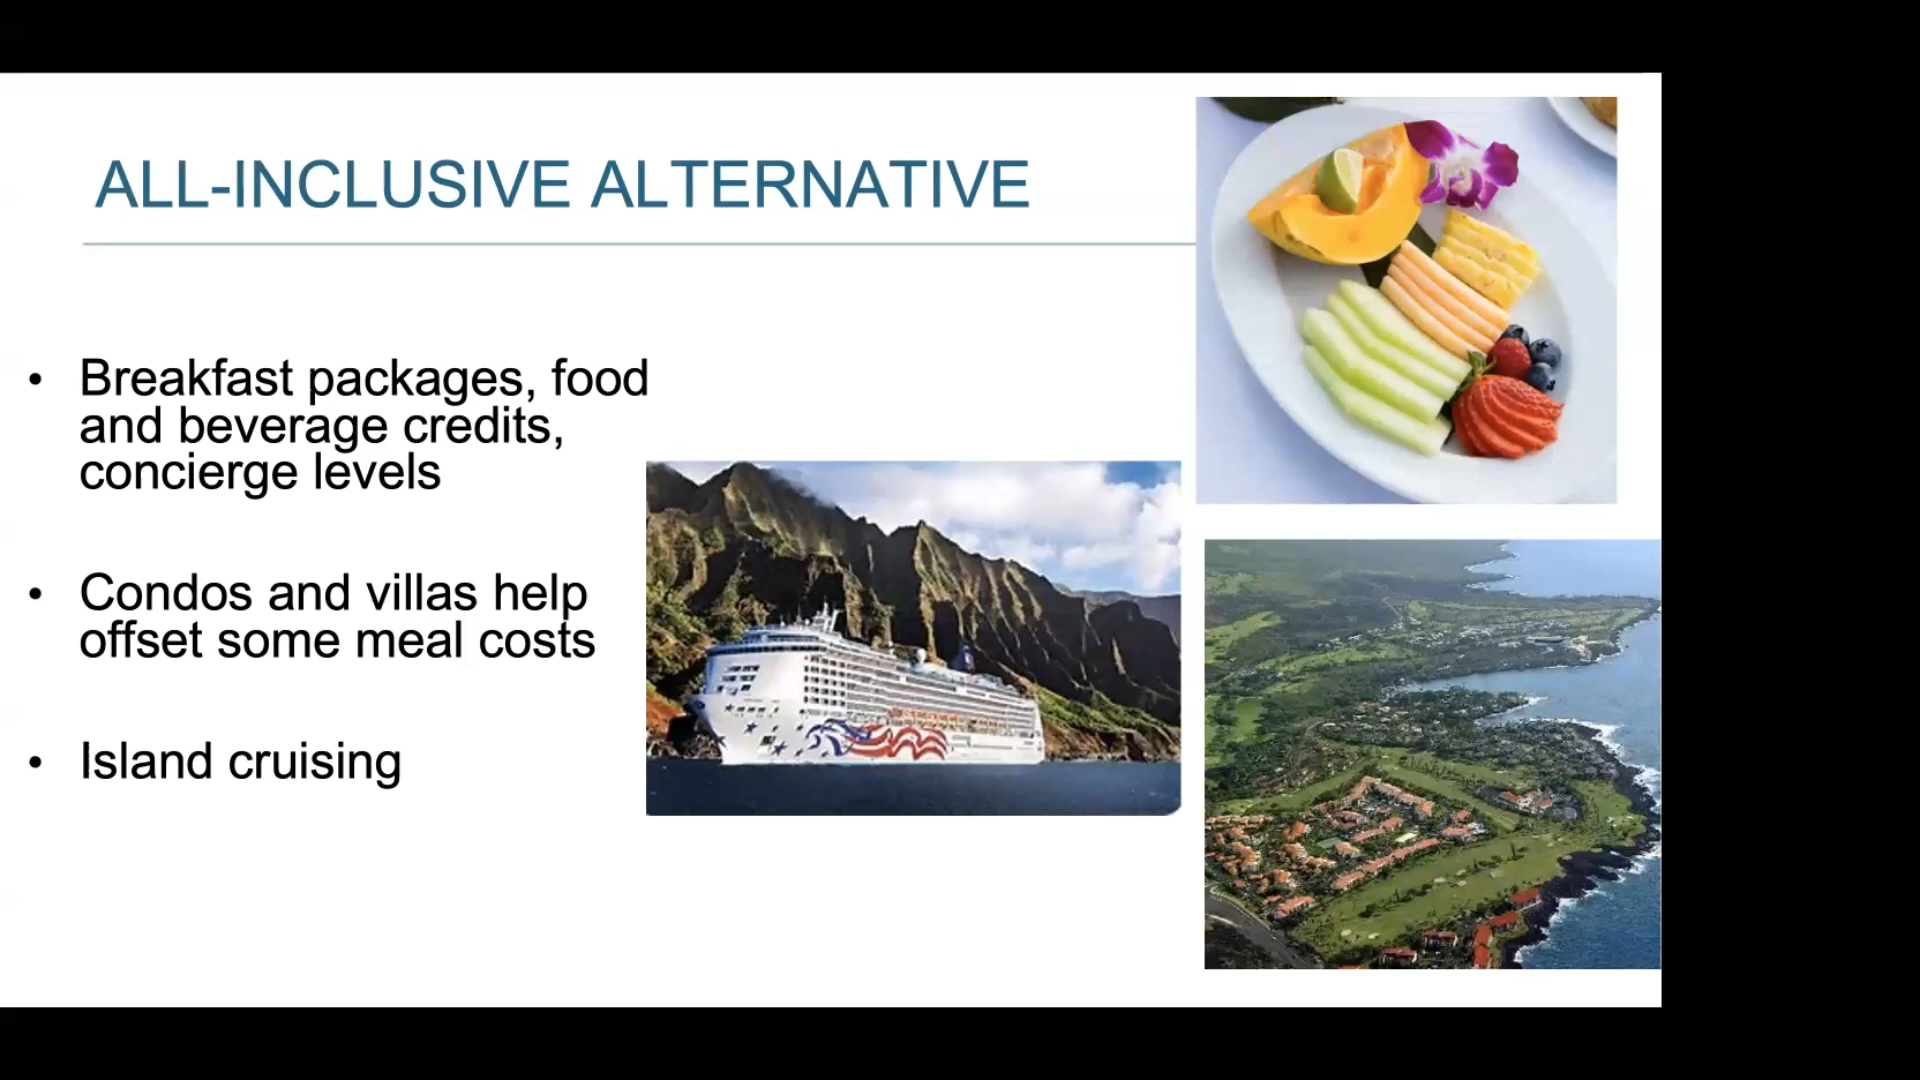 ALL-INCLUSIVE ALTERNATIVE
• Breakfast packages, food
and beverage credits,
concierge levels
• Condos and villas help
offset some meal costs
• Island cruising